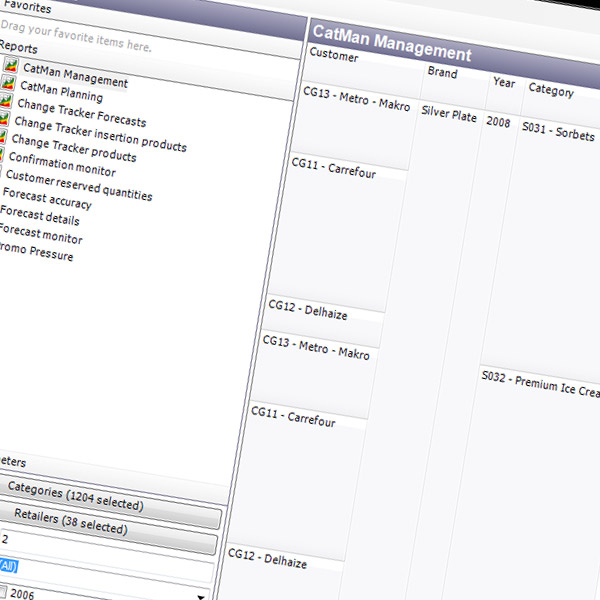 Favorites
Drag your favorite items here.
Reports
CatMan Management
CatMan Planning
Change Tracker Forecasts
Change Tracker insertion products
Change Tracker products
Confirmation monitor
Customer reserved quantities
Forecast accuracy
Forecast details
Forecast monitor
romo Pressure
eters
Categories (1204 selected)
Retailers (38 selected)
2
(All)
2006
CatMan Management
Customer
Brand
Year
Category
CG13 - Metro - Makro
Silver Plate
2008
S031 - Sorbets
CG11 - Carrefour
CG12 - Delhaize
CG13 - Metro - Makro
S032 - Premium Ice Crea
CG11 - Carrefour
CG12 - Delhaize